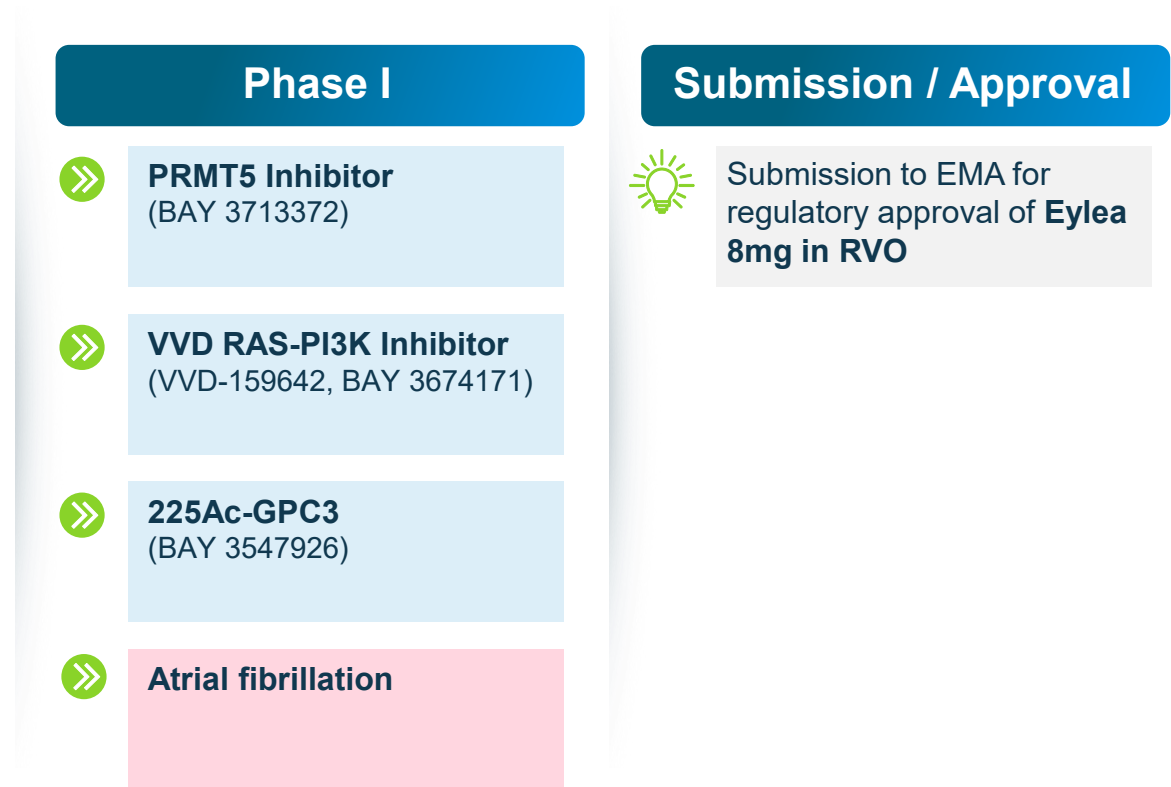 Phase I
PRMT5 Inhibitor
(BAY 3713372)
VVD RAS-PI3K Inhibitor
(VVD-159642, BAY 3674171)
225Ac-GPC3
(BAY 3547926)
Atrial fibrillation
Submission / Approval
Submission to EMA for
regulatory approval of Eylea
8mg in RVO